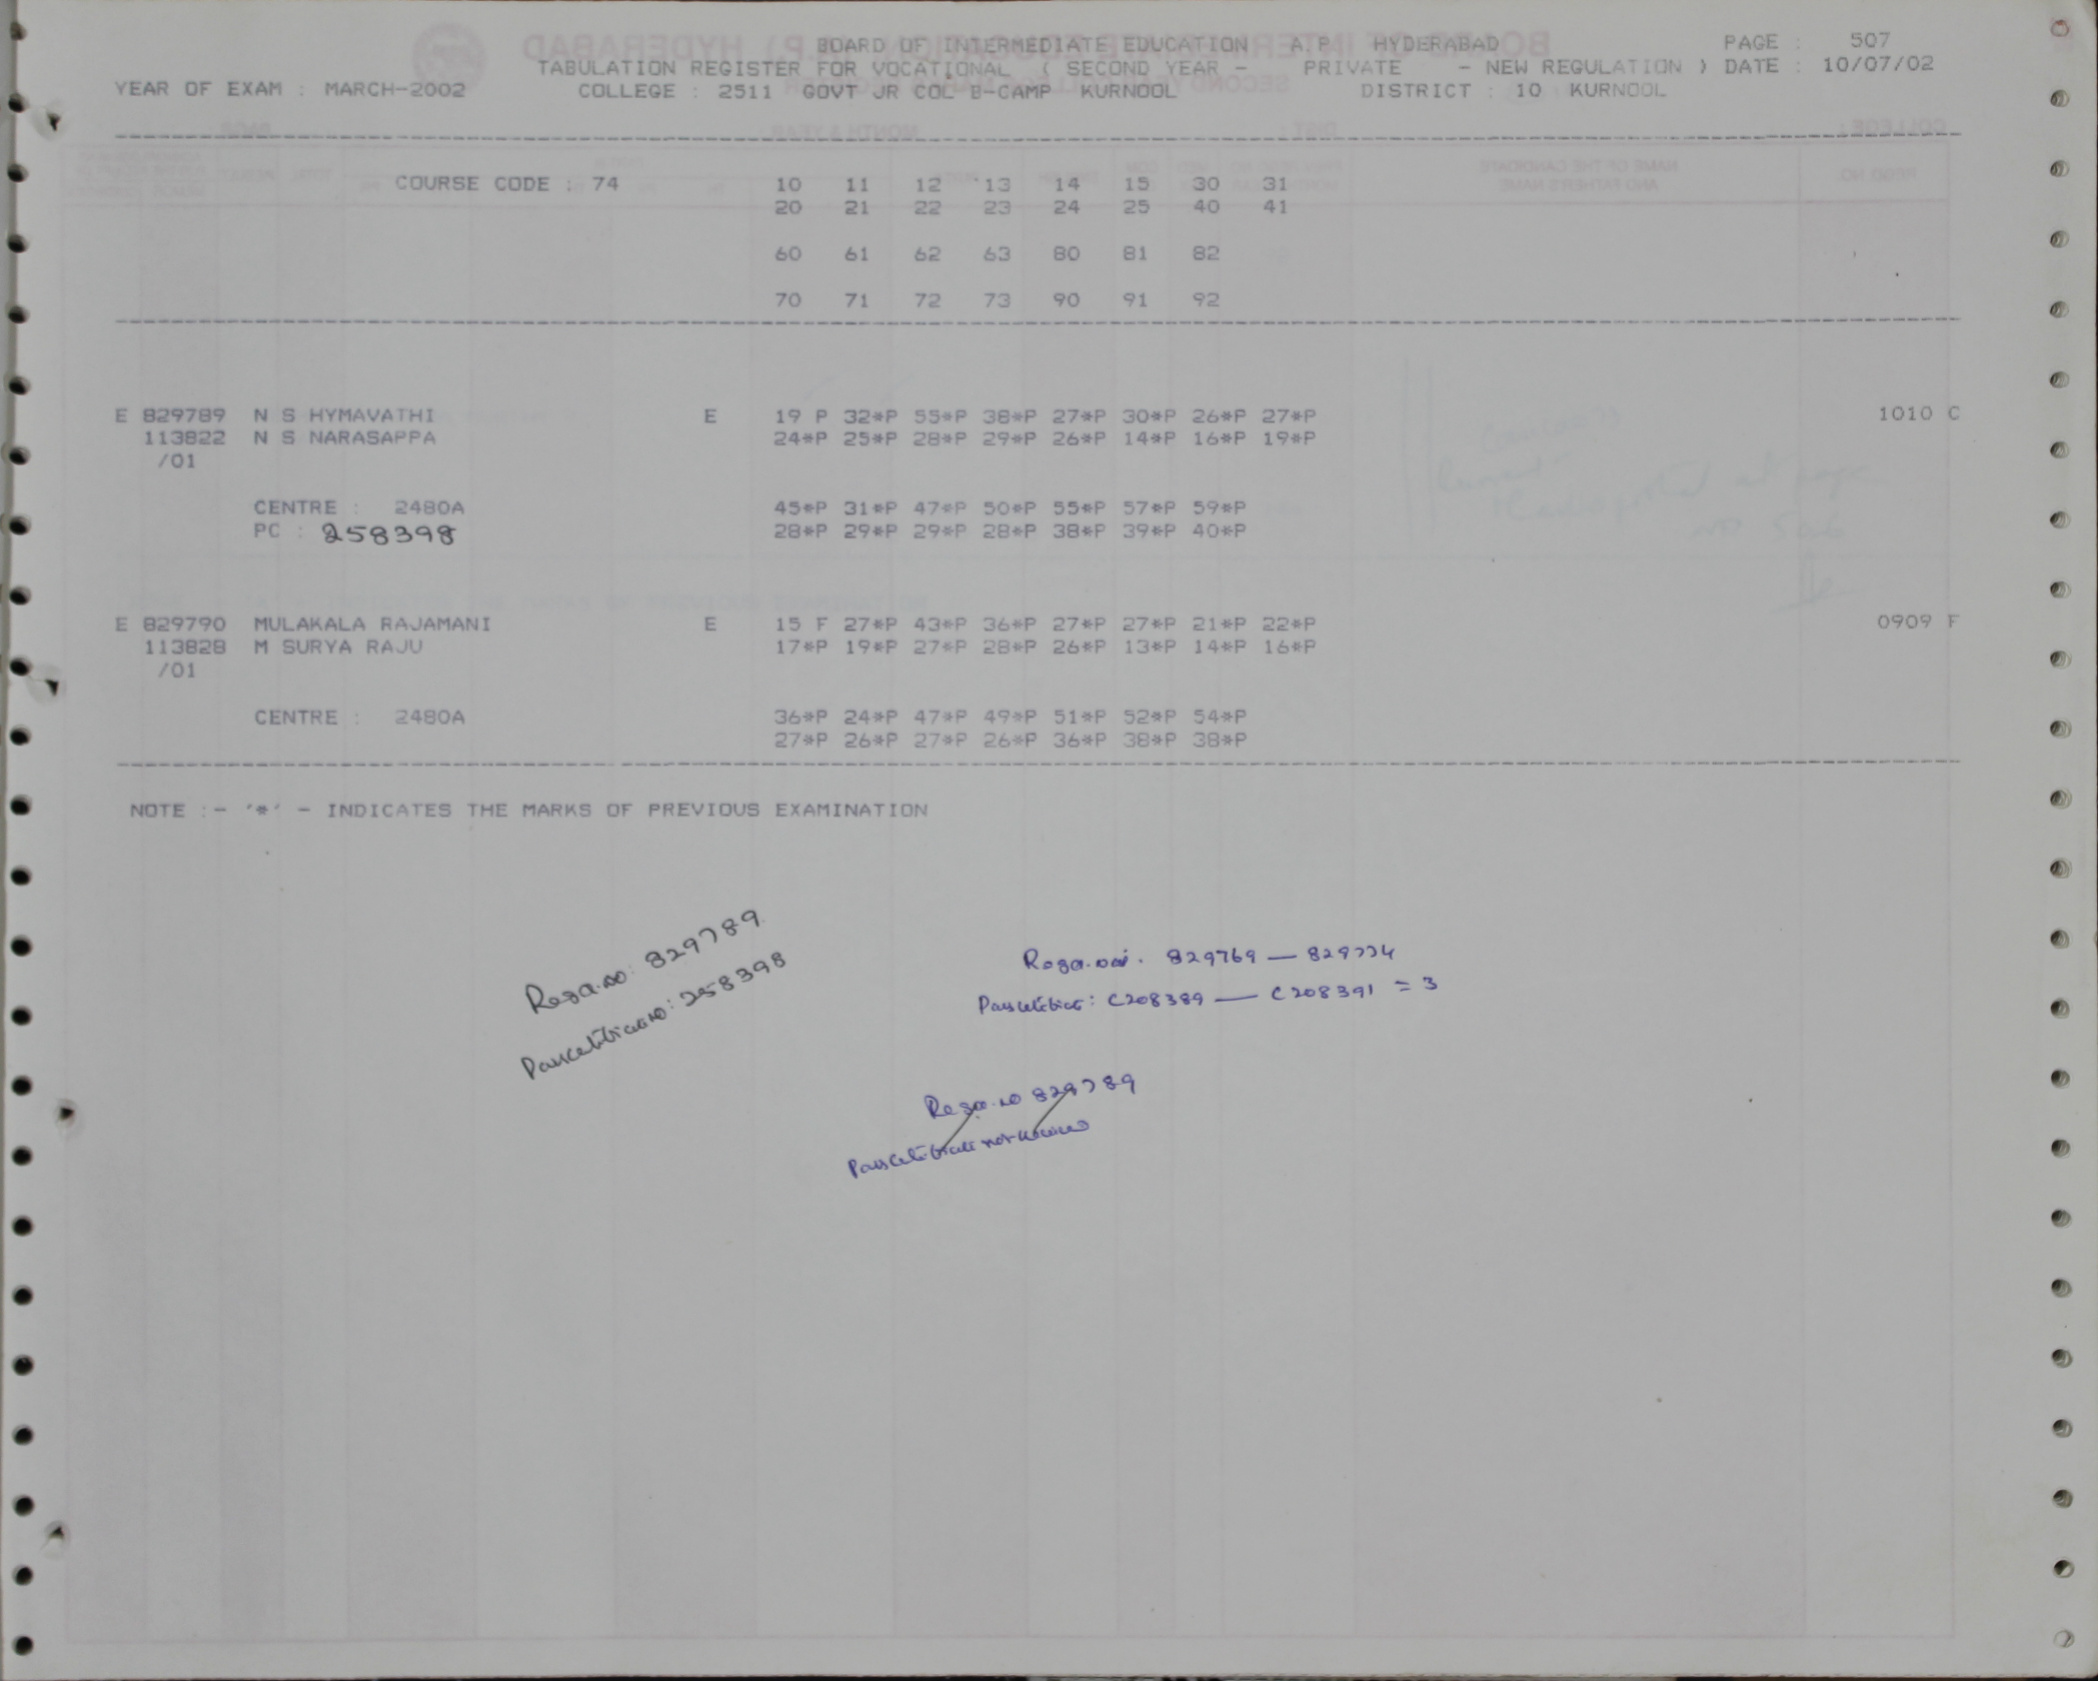 BOARD OF INTERMEDIATE EDUCATION A.P HYDERABAD PAGE : 507
TABULATION REGISTER FOR VOCATIONAL ( SECOND YEAR - PRIVATE - NEW REGULATION ) DATE : 10/07/02
YEAR OF EXAM : MARCH-2002 COLLEGE : 2511 GOVT JR COL B-CAMP KURNOOL DISTRICT : 10 KURNOOL
COURSE CODE : 74 10 11 12 13 14 15 30 31
20 21 22 23 24 25 40 41
60 61 62 63 80 81 82
70 71 72 73 90 91 92
E 829789 N S HYMAVATHI E 19 P 32*P 55*P 38*P 27*P 30*P 26*P 27*P 1010 C
113822 N S NARASAPPA 24*P 25*P 28*P 29*P 26*P 14*P 16*P 19*P
/01
CENTRE : 2480A 45*P 31*P 47*P 50*P 55*P 57*P 59*P
PC : 258398 28*P 29*P 29*P 28*P 38*P 39*P 40*P
E 829790 MULAKALA RAJAMANI E 15 F 27*P 43*P 36*P 27*P 27*P 21*P 22*P 0909 F
113828 M SURYA RAJU 17*P 19*P 27*P 28*P 26*P 13*P 14*P 16*P
/01
CENTRE : 2480A 36*P 24*P 47*P 49*P 51*P 52*P 54*P
27*P 26*P 27*P 26*P 36*P 38*P 38*P
NOTE :- '*' - INDICATES THE MARKS OF PREVIOUS EXAMINATION
829789
258398
829769 — 829774
C208389 — C208391 = 3
829789